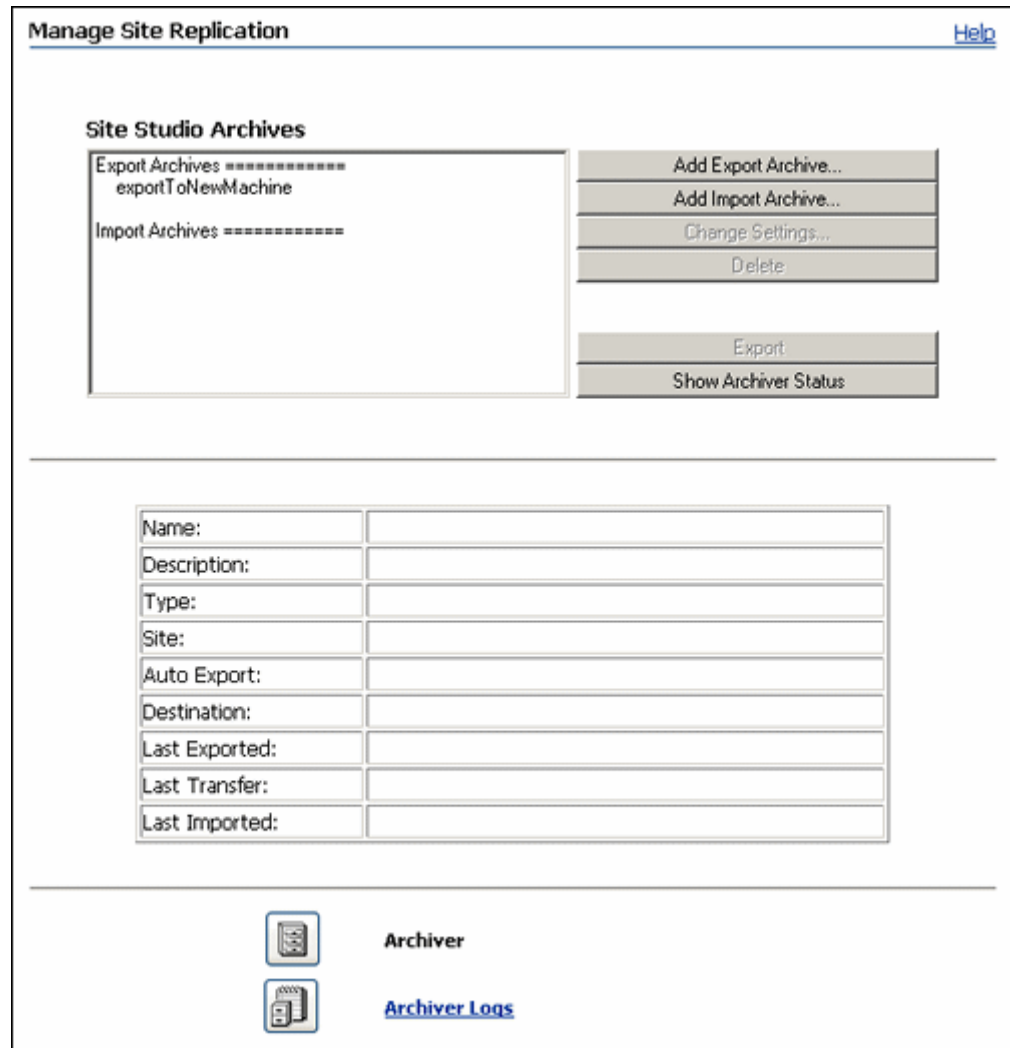 Manage Site Replication
Help
Site Studio Archives
Export Archives ============
exportToNewMachine
Import Archives ============
Add Export Archive...
Add Import Archive...
Change Settings...
Delete
Export
Show Archiver Status
Name:
Description:
Type:
Site:
Auto Export:
Destination:
Last Exported:
Last Transfer:
Last Imported:
Archiver
Archiver Logs